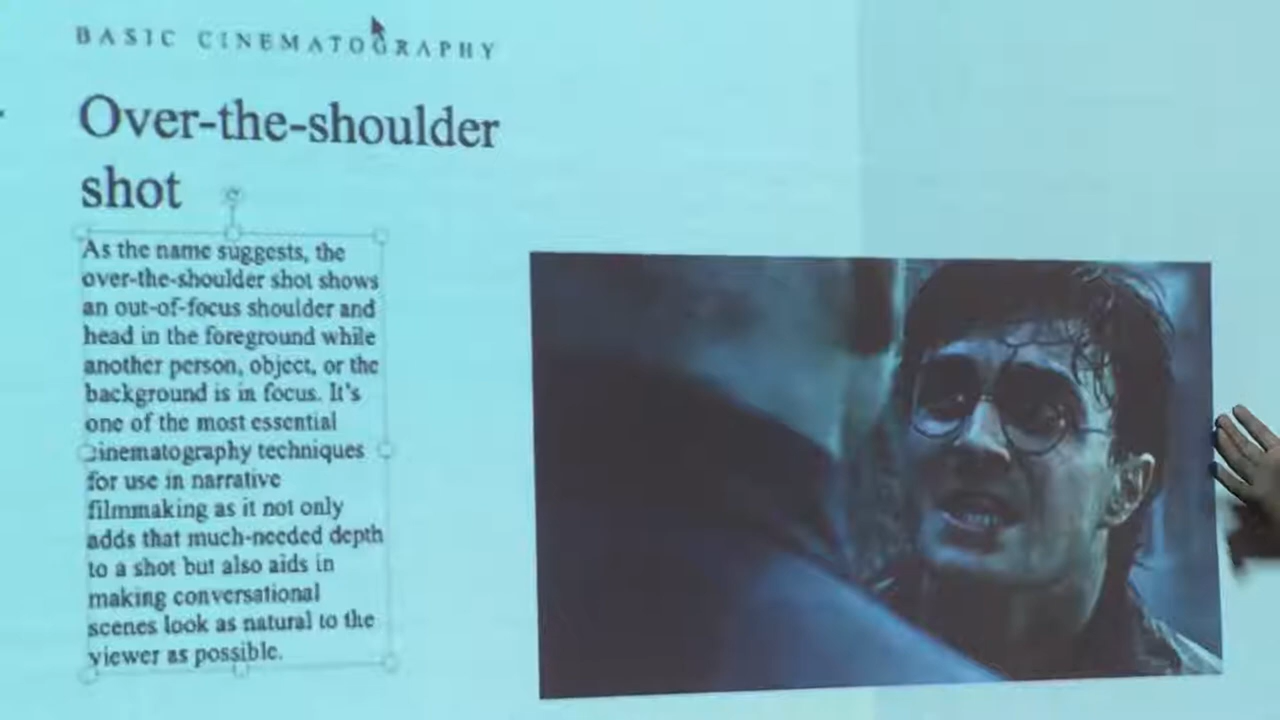 BASIC CINEMATOGRAPHY
Over-the-shoulder
shot
As the name suggests, the
over-the-shoulder shot shows
an out-of-focus shoulder and
head in the foreground while
another person, object, or the
background is in focus. It's
one of the most essential
cinematography techniques
for use in narrative
filmmaking as it not only
adds that much-needed depth
to a shot but also aids in
making conversational
scenes look as natural to the
viewer as possible.